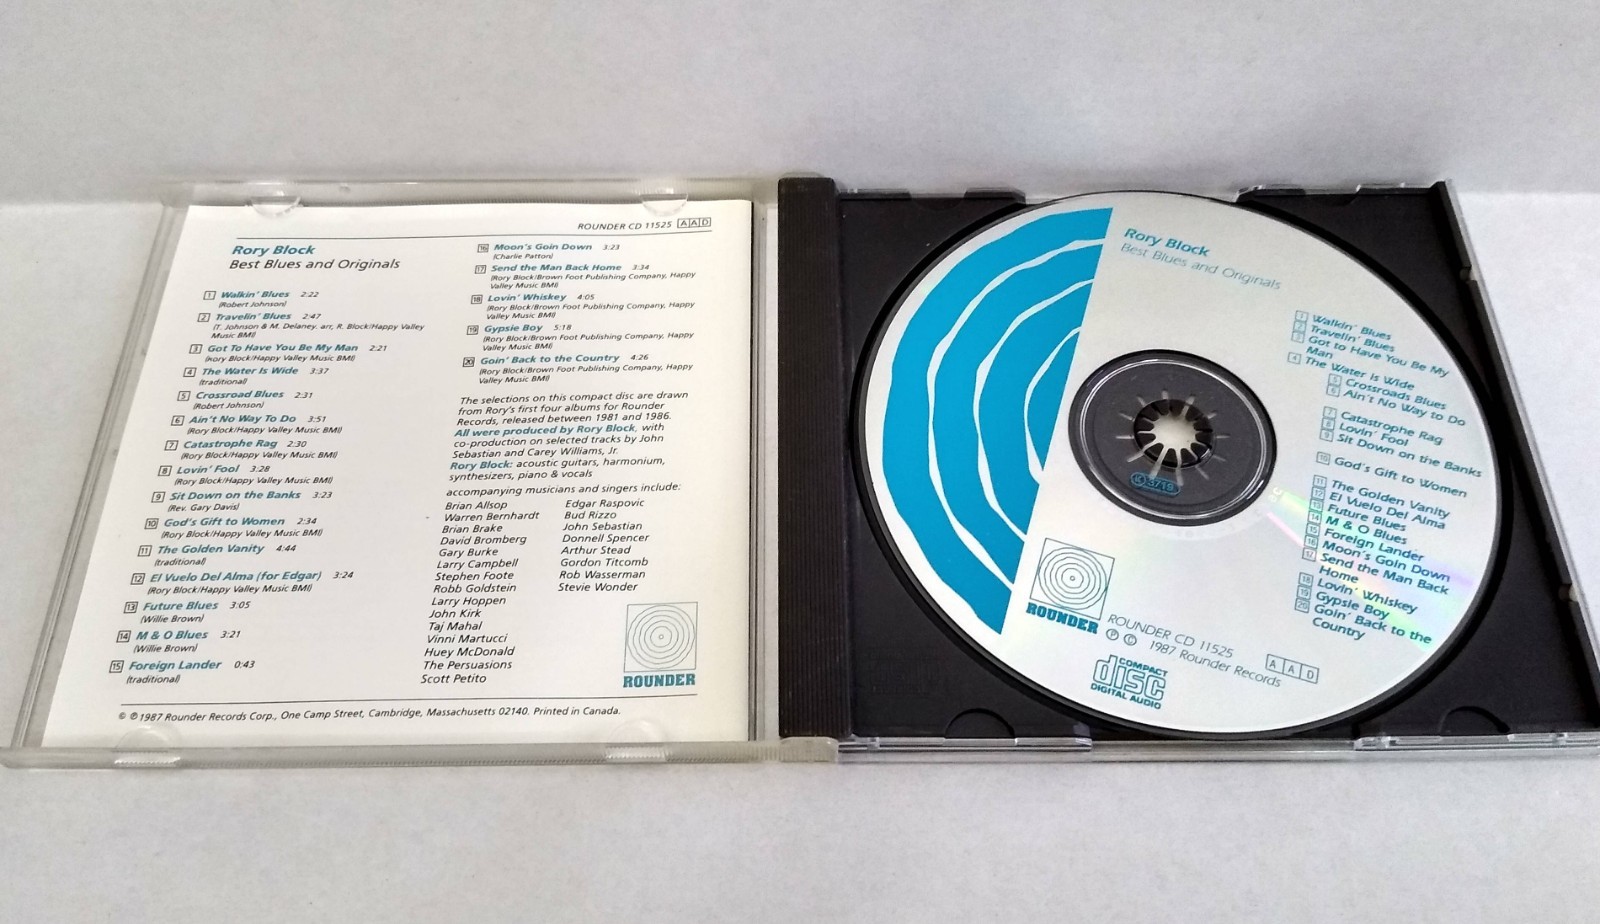 ROUNDER CD 11525 AAD
Rory Block
Best Blues and Originals
1 Walkin' Blues 2:22
(Robert Johnson)
2 Travelin' Blues 2:47
(T. Johnson & M. Delaney. arr, R. Block/Happy Valley
Music BMI)
3 Got To Have You Be My Man 2:21
(Rory Block/Happy Valley Music BMI)
4 The Water Is Wide 3:37
(traditional)
5 Crossroad Blues 2:31
(Robert Johnson)
6 Ain't No Way To Do 3:51
(Rory Block/Happy Valley Music BMI)
7 Catastrophe Rag 2:30
(Rory Block/Happy Valley Music BMI)
8 Lovin' Fool 3:28
(Rory Block/Happy Valley Music BMI)
9 Sit Down on the Banks 3:23
(Rev. Gary Davis)
10 God's Gift to Women 2:34
(Rory Block/Happy Valley Music BMI)
11 The Golden Vanity 4:44
(traditional)
12 El Vuelo Del Alma (for Edgar) 3:24
(Rory Block/Happy Valley Music BMI)
13 Future Blues 3:05
(Willie Brown)
14 M & O Blues 3:21
(Willie Brown)
15 Foreign Lander 0:43
(traditional)
16 Moon's Goin Down 3:23
(Charlie Patton)
17 Send the Man Back Home 3:34
(Rory Block/Brown Foot Publishing Company, Happy
Valley Music BMI)
18 Lovin' Whiskey 4:05
(Rory Block/Brown Foot Publishing Company, Happy
Valley Music BMI)
19 Gypsie Boy 5:18
(Rory Block/Brown Foot Publishing Company, Happy
Valley Music BMI)
20 Goin' Back to the Country 4:26
(Rory Block/Brown Foot Publishing Company, Happy
Valley Music BMI)
The selections on this compact disc are drawn
from Rory's first four albums for Rounder
Records, released between 1981 and 1986.
All were produced by Rory Block, with
co-production on selected tracks by John
Sebastian and Carey Williams, Jr.
Rory Block: acoustic guitars, harmonium,
synthesizers, piano & vocals
accompanying musicians and singers include:
Brian Allsop
Warren Bernhardt
Brian Brake
David Bromberg
Gary Burke
Larry Campbell
Stephen Foote
Robb Goldstein
Larry Hoppen
John Kirk
Taj Mahal
Vinni Martucci
Huey McDonald
The Persuasions
Scott Petito
Edgar Raspovic
Bud Rizzo
John Sebastian
Donnell Spencer
Arthur Stead
Gordon Titcomb
Rob Wasserman
Stevie Wonder
ROUNDER
© ℗ 1987 Rounder Records Corp., One Camp Street, Cambridge, Massachusetts 02140. Printed in Canada.
Rory Block
Best Blues and Originals
1 Walkin' Blues
2 Travelin' Blues
3 Got to Have You Be My
Man
4 The Water is Wide
5 Crossroads Blues
6 Ain't No Way to Do
7 Catastrophe Rag
8 Lovin' Fool
9 Sit Down on the Banks
10 God's Gift to Women
11 The Golden Vanity
12 El Vuelo Del Alma
13 Future Blues
14 M & O Blues
15 Foreign Lander
16 Moon's Goin Down
17 Send the Man Back
Home
18 Lovin' Whiskey
19 Gypsie Boy
20 Goin' Back to the
Country
K 3719
ROUNDER
ROUNDER CD 11525
℗ © 1987 Rounder Records
AAD
COMPACT
disc
DIGITAL AUDIO